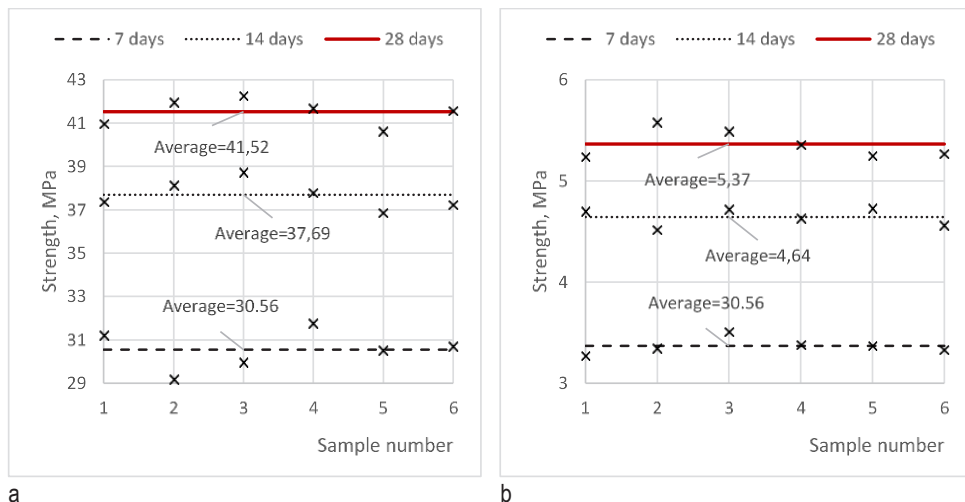 7 days 14 days 28 days
43
41
39
37
35
33
31
29
Strength, MPa
Average=41,52
Average=37,69
Average=30.56
1 2 3 4 5 6
Sample number
a
7 days 14 days 28 days
6
5
4
3
Strength, MPa
Average=5,37
Average=4,64
Average=30.56
1 2 3 4 5 6
Sample number
b